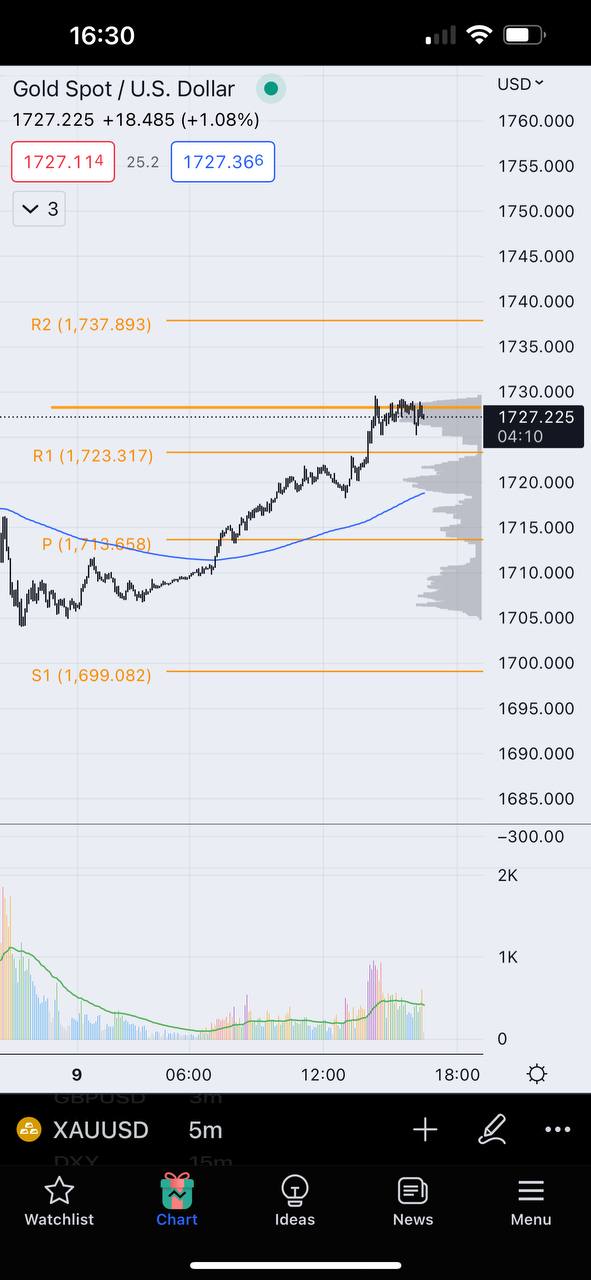 16:30
Gold Spot / U.S. Dollar
USD
1727.225 +18.485 (+1.08%)
1760.000
1727.114 25.2 1727.366
1755.000
3
1750.000
1745.000
1740.000
R2 (1,737.893)
1735.000
1730.000
1727.225
04:10
R1 (1,723.317)
1720.000
1715.000
P (1,713.658)
1710.000
1705.000
1700.000
S1 (1,699.082)
1695.000
1690.000
1685.000
−300.00
2K
1K
0
9 06:00 12:00 18:00
GBPUSD 3m
XAUUSD 5m
DXY 15m
Watchlist Chart Ideas News Menu